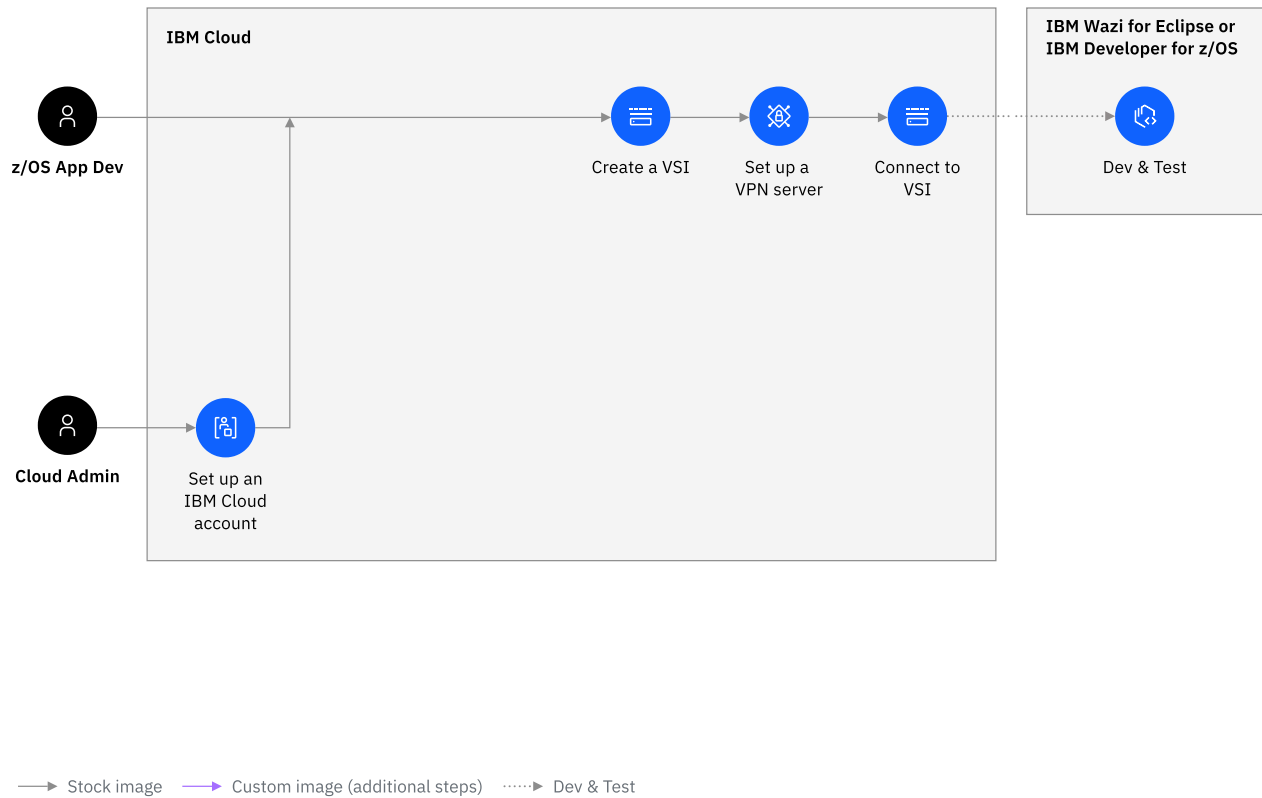 IBM Cloud
IBM Wazi for Eclipse or
IBM Developer for z/OS
z/OS App Dev
Create a VSI
Set up a
VPN server
Connect to
VSI
Dev & Test
Cloud Admin
Set up an
IBM Cloud
account
Stock image
Custom image (additional steps)
Dev & Test